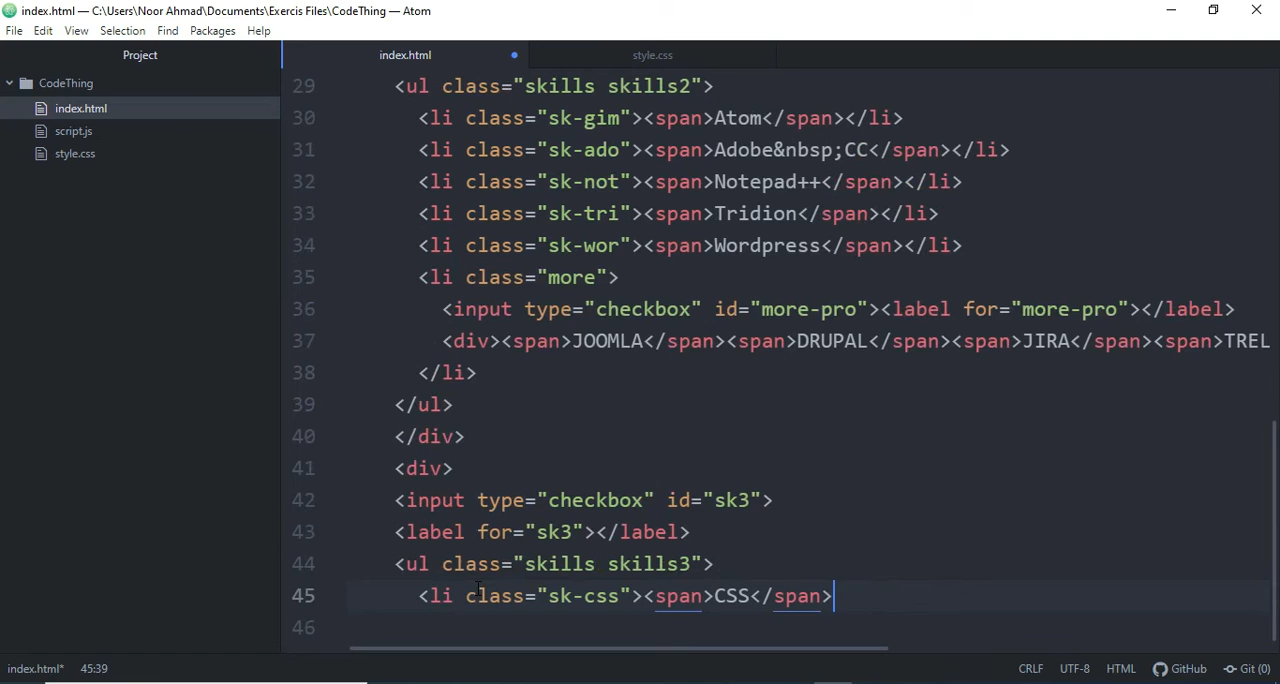 index.html — C:\Users\Noor Ahmad\Documents\Exercis Files\CodeThing — Atom
File Edit View Selection Find Packages Help
Project
index.html
style.css
CodeThing
index.html
script.js
style.css
29 <ul class="skills skills2">
30 <li class="sk-gim"><span>Atom</span></li>
31 <li class="sk-ado"><span>Adobe&nbsp;CC</span></li>
32 <li class="sk-not"><span>Notepad++</span></li>
33 <li class="sk-tri"><span>Tridion</span></li>
34 <li class="sk-wor"><span>Wordpress</span></li>
35 <li class="more">
36 <input type="checkbox" id="more-pro"><label for="more-pro"></label>
37 <div><span>JOOMLA</span><span>DRUPAL</span><span>JIRA</span><span>TREL
38 </li>
39 </ul>
40 </div>
41 <div>
42 <input type="checkbox" id="sk3">
43 <label for="sk3"></label>
44 <ul class="skills skills3">
45 <li class="sk-css"><span>CSS</span>
46
index.html* 45:39 CRLF UTF-8 HTML GitHub Git (0)